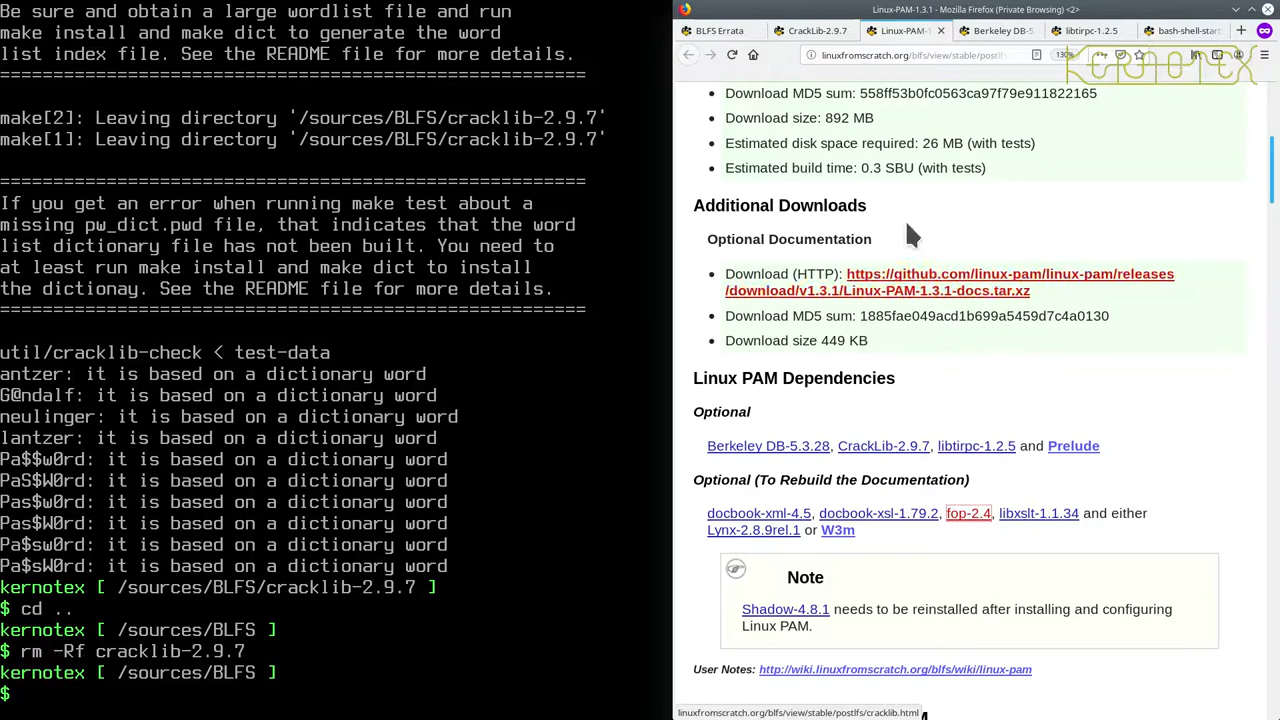 Be sure and obtain a large wordlist file and run
make install and make dict to generate the word
list index file. See the README file for more details.
======================================================
make[2]: Leaving directory '/sources/BLFS/cracklib-2.9.7'
make[1]: Leaving directory '/sources/BLFS/cracklib-2.9.7'
======================================================
If you get an error when running make test about a
missing pw_dict.pwd file, that indicates that the word
list dictionary file has not been built. You need to
at least run make install and make dict to install
the dictionay. See the README file for more details.
======================================================
util/cracklib-check < test-data
antzer: it is based on a dictionary word
G@ndalf: it is based on a dictionary word
neulinger: it is based on a dictionary word
lantzer: it is based on a dictionary word
Pa$$w0rd: it is based on a dictionary word
PaS$W0rd: it is based on a dictionary word
Pas$w0rd: it is based on a dictionary word
Pas$W0rd: it is based on a dictionary word
Pa$sw0rd: it is based on a dictionary word
Pa$sW0rd: it is based on a dictionary word
kernotex [ /sources/BLFS/cracklib-2.9.7 ]
$ cd ..
kernotex [ /sources/BLFS ]
$ rm -Rf cracklib-2.9.7
kernotex [ /sources/BLFS ]
$
Linux-PAM-1.3.1 - Mozilla Firefox (Private Browsing) <2>
BLFS Errata
CrackLib-2.9.7
Linux-PAM-1
Berkeley DB-5.
libtirpc-1.2.5
bash-shell-start
linuxfromscratch.org/blfs/view/stable/postlf
130%
KERNOTEX
Download MD5 sum: 558ff53b0fc0563ca97f79e911822165
Download size: 892 MB
Estimated disk space required: 26 MB (with tests)
Estimated build time: 0.3 SBU (with tests)
Additional Downloads
Optional Documentation
Download (HTTP): https://github.com/linux-pam/linux-pam/releases
/download/v1.3.1/Linux-PAM-1.3.1-docs.tar.xz
Download MD5 sum: 1885fae049acd1b699a5459d7c4a0130
Download size 449 KB
Linux PAM Dependencies
Optional
Berkeley DB-5.3.28, CrackLib-2.9.7, libtirpc-1.2.5 and Prelude
Optional (To Rebuild the Documentation)
docbook-xml-4.5, docbook-xsl-1.79.2, fop-2.4, libxslt-1.1.34 and either
Lynx-2.8.9rel.1 or W3m
Note
Shadow-4.8.1 needs to be reinstalled after installing and configuring
Linux PAM.
User Notes: http://wiki.linuxfromscratch.org/blfs/wiki/linux-pam
linuxfromscratch.org/blfs/view/stable/postlfs/cracklib.html